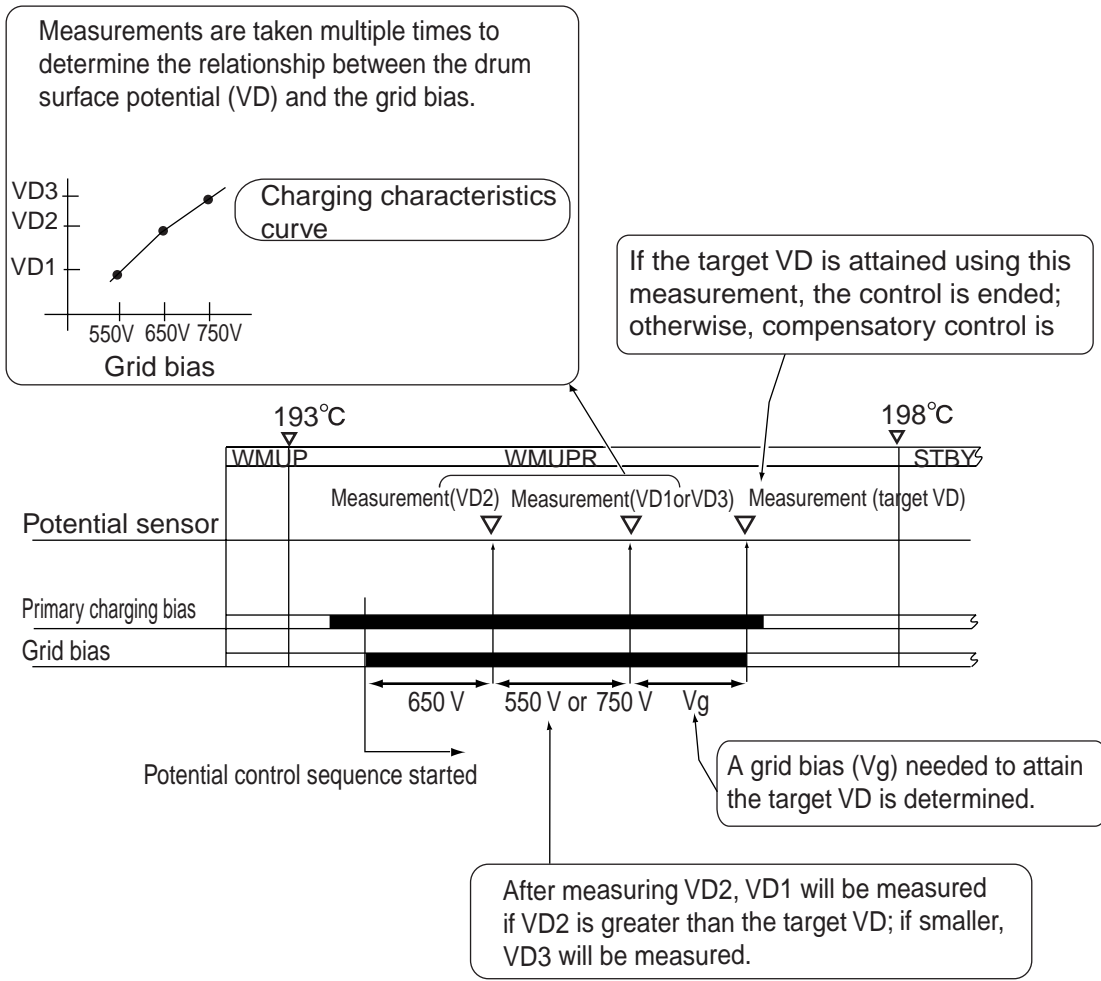 Measurements are taken multiple times to
determine the relationship between the drum
surface potential (VD) and the grid bias.
VD3
VD2
VD1
Charging characteristics
curve
550V 650V 750V
Grid bias
If the target VD is attained using this
measurement, the control is ended;
otherwise, compensatory control is
193°C
198°C
WMUP
WMUPR
STBY
Measurement(VD2) Measurement(VD1orVD3) Measurement (target VD)
Potential sensor
Primary charging bias
Grid bias
650 V
550 V or 750 V
Vg
Potential control sequence started
A grid bias (Vg) needed to attain
the target VD is determined.
After measuring VD2, VD1 will be measured
if VD2 is greater than the target VD; if smaller,
VD3 will be measured.